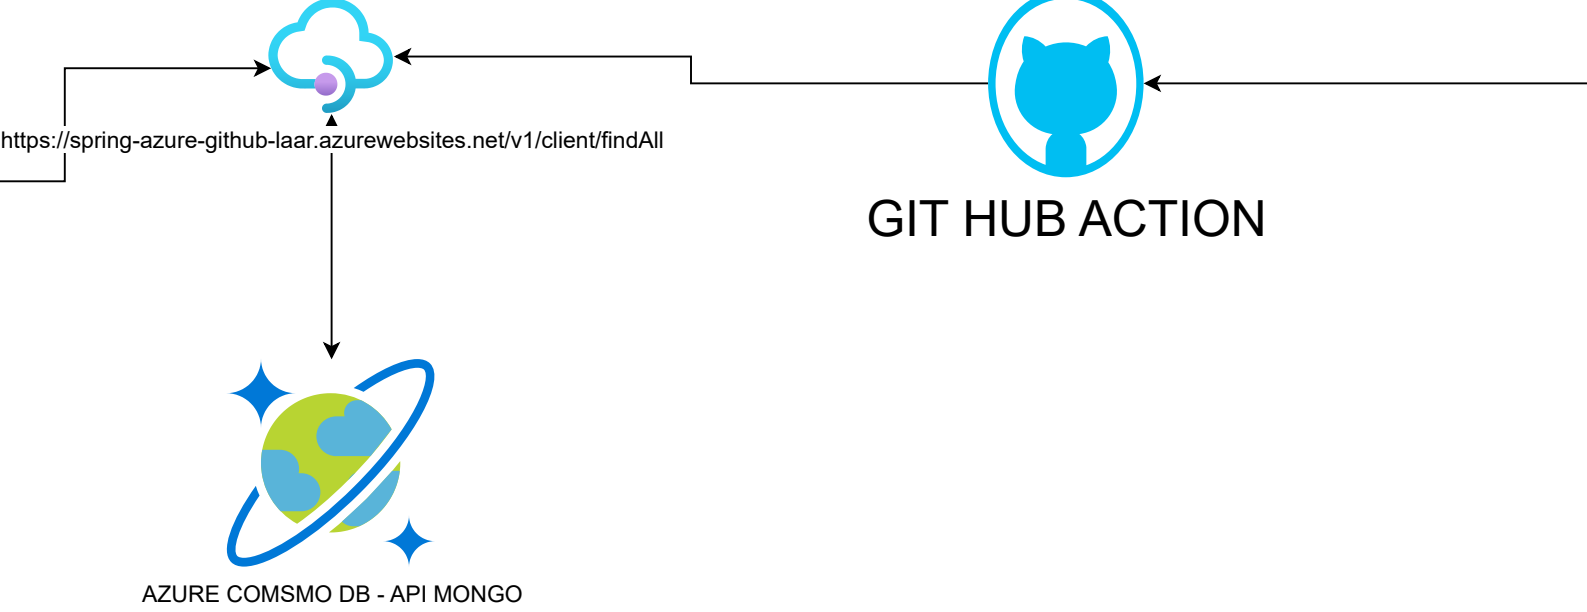 https://spring-azure-github-laar.azurewebsites.net/v1/client/findAll
GIT HUB ACTION
AZURE COMSMO DB - API MONGO